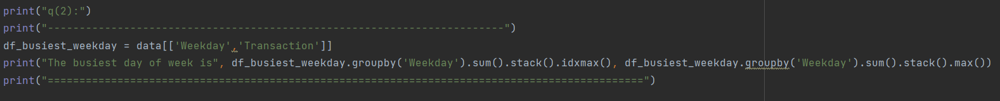 print("q(2):")
print("------------------------------------------------------------------------")
df_busiest_weekday = data[['Weekday','Transaction']]
print("The busiest day of week is", df_busiest_weekday.groupby('Weekday').sum().stack().idxmax(), df_busiest_weekday.groupby('Weekday').sum().stack().max())
print("==============================================================================================")